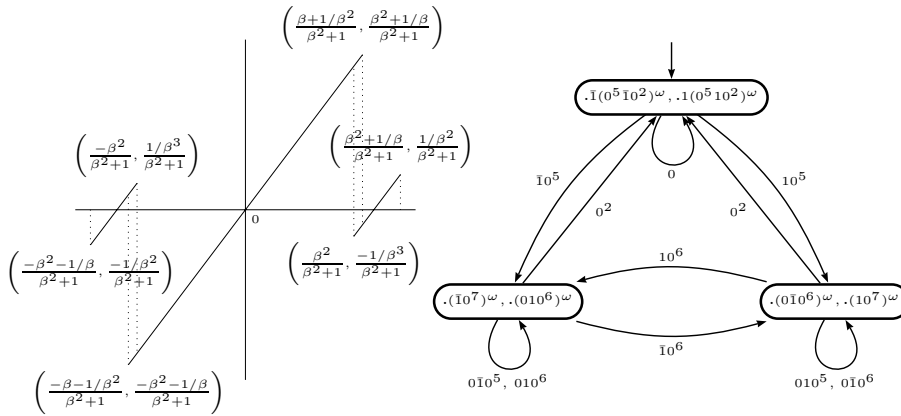 (β+1/β²/β²+1, β²+1/β/β²+1)
(β²+1/β/β²+1, 1/β²/β²+1)
(−β²/β²+1, 1/β³/β²+1)
0
(−β²−1/β/β²+1, −1/β²/β²+1)
(β²/β²+1, −1/β³/β²+1)
(−β−1/β²/β²+1, −β²−1/β/β²+1)
.1̄(0⁵1̄0²)^ω, .1(0⁵10²)^ω
0
1̄0⁵
10⁵
0²
0²
10⁶
.(1̄0⁷)^ω, .(010⁶)^ω
.(01̄0⁶)^ω, .(10⁷)^ω
1̄0⁶
01̄0⁵, 010⁶
010⁵, 01̄0⁶